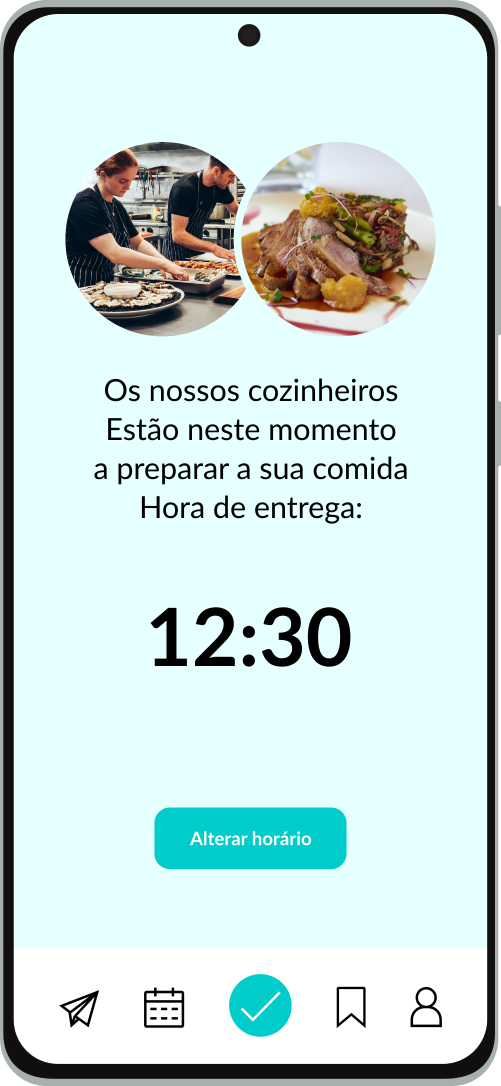 Os nossos cozinheiros
Estão neste momento
a preparar a sua comida
Hora de entrega:
12:30
Alterar horário